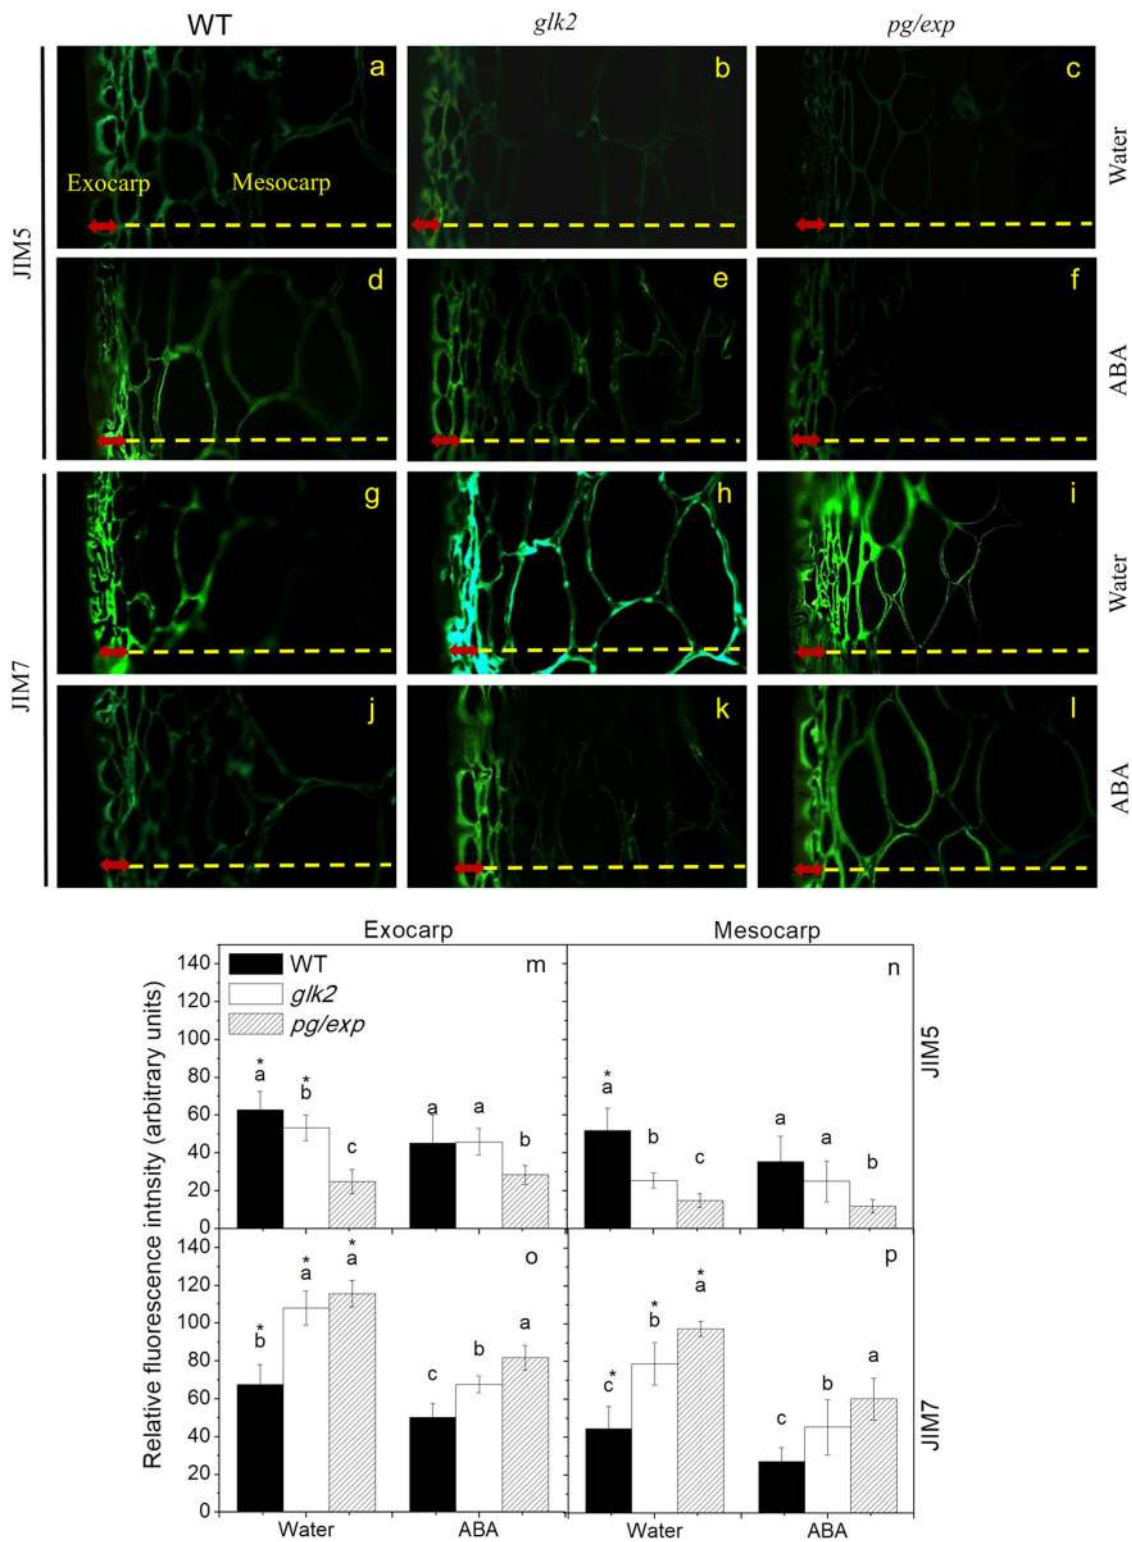 WT glk2 pg/exp
a b c
Exocarp Mesocarp
Water
JIM5
d e f
ABA
g h i
Water
JIM7
j k l
ABA
Exocarp Mesocarp
Relative fluorescence intnsity (arbitrary units)
WT
glk2
pg/exp
m
140
120
100
80
60
40
20
0
* a * b c a a b
n
* a b c a a b
JIM5
o
140
120
100
80
60
40
20
0
* b * a * a c b a
p
* c * b * a c b a
JIM7
Water ABA Water ABA